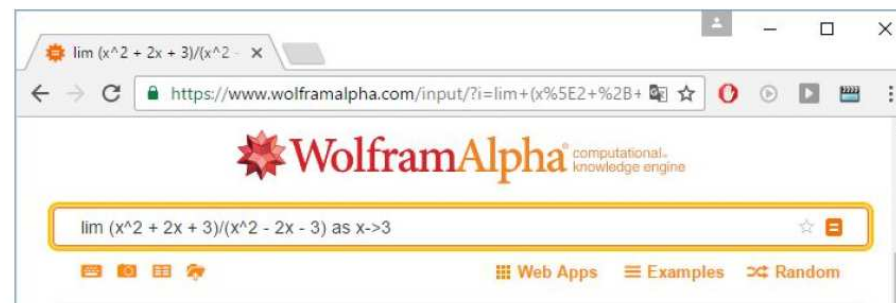 lim (x^2 + 2x + 3)/(x^2 -
https://www.wolframalpha.com/input/?i=lim+(x%5E2+%2B+
WolframAlpha computational knowledge engine
lim (x^2 + 2x + 3)/(x^2 - 2x - 3) as x->3
Web Apps Examples Random